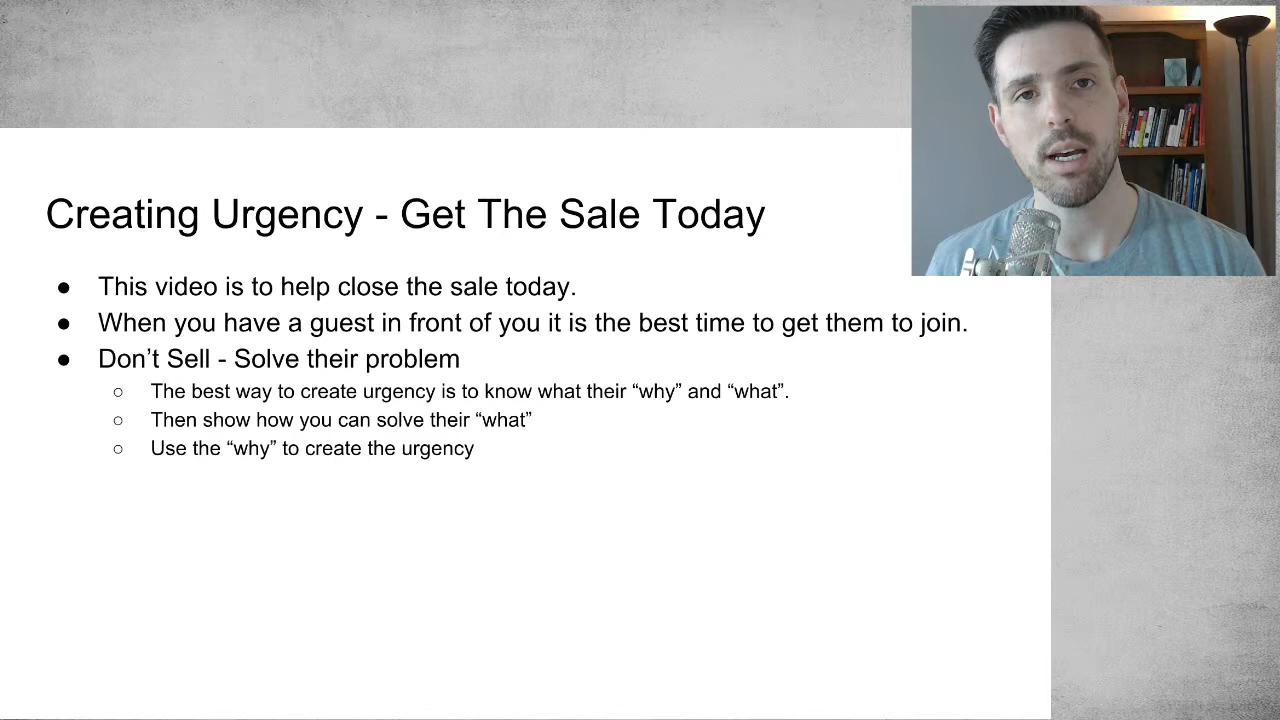 Creating Urgency - Get The Sale Today
● This video is to help close the sale today.
● When you have a guest in front of you it is the best time to get them to join.
● Don’t Sell - Solve their problem
○ The best way to create urgency is to know what their “why” and “what”.
○ Then show how you can solve their “what”
○ Use the “why” to create the urgency